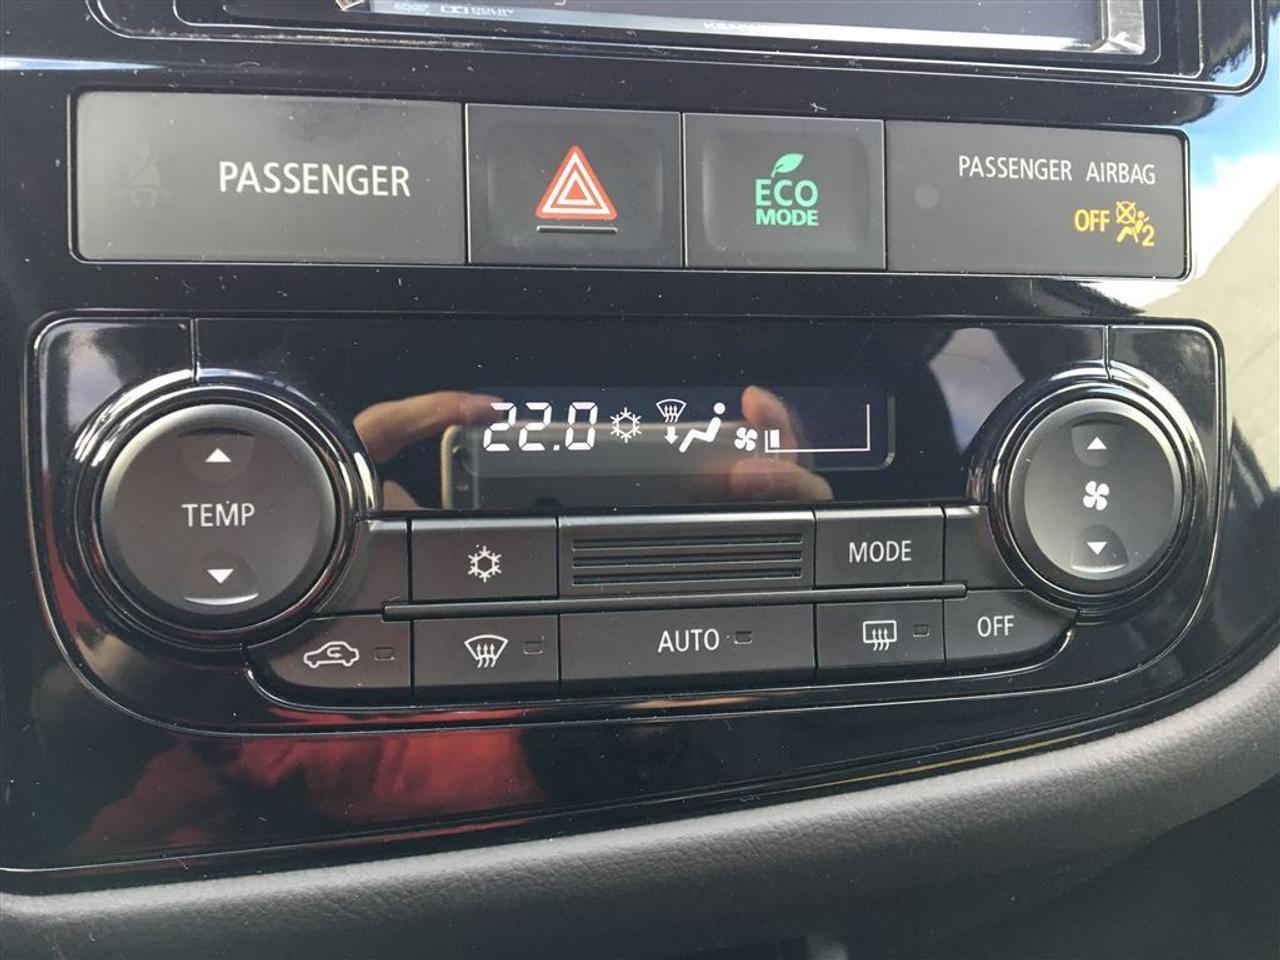 PASSENGER
ECO
MODE
PASSENGER AIRBAG
OFF 2
22.0
TEMP
MODE
AUTO
OFF